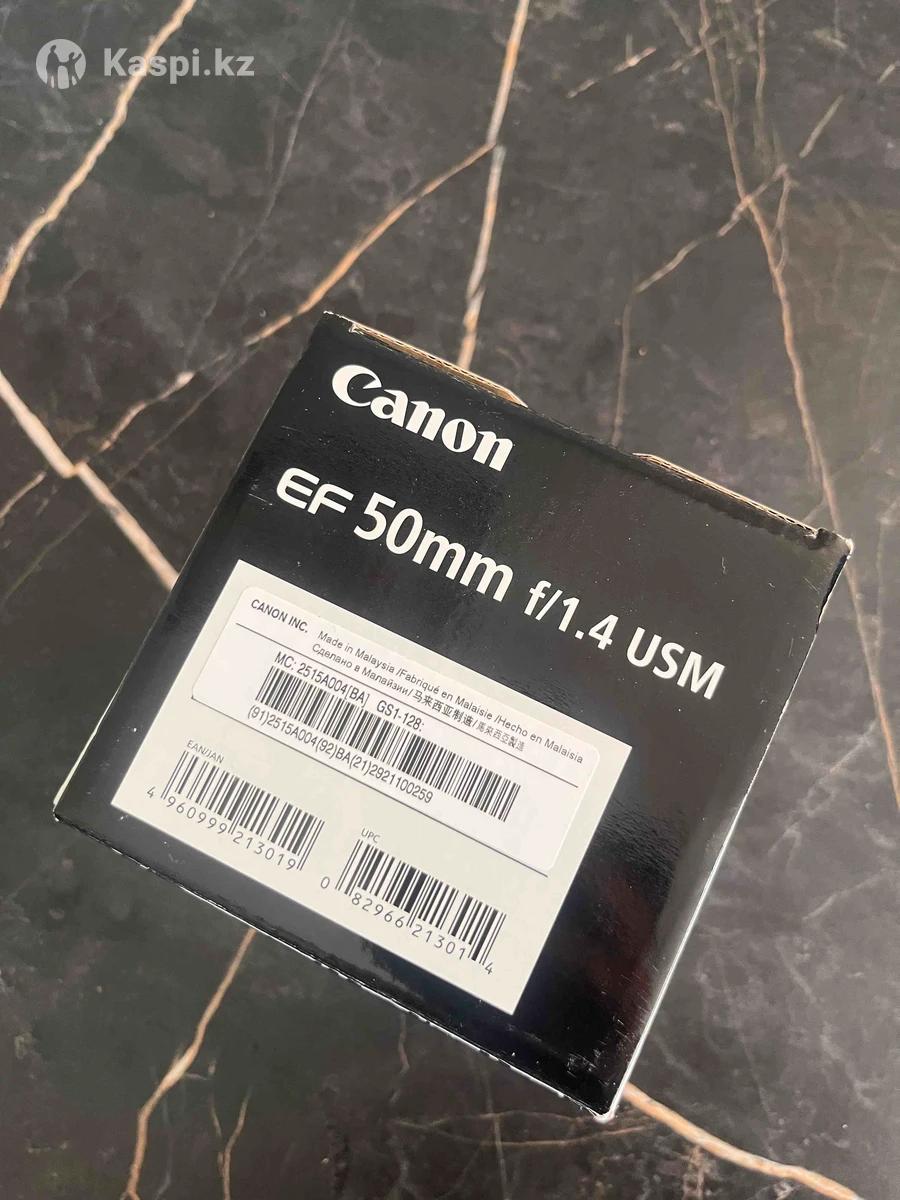 Kaspi.kz
Canon
EF 50mm f/1.4 USM
CANON INC. Made in Malaysia /Fabriqué en Malaisie /Hecho en Malaisia
Сделано в Малайзии/马来西亚制造/馬來西亞製造
MC: 2515A004[BA] GS1-128:
(91)2515A004(92)BA(21)2921100259
EAN/JAN
4 960999 213019
UPC
0 82966 21301 4